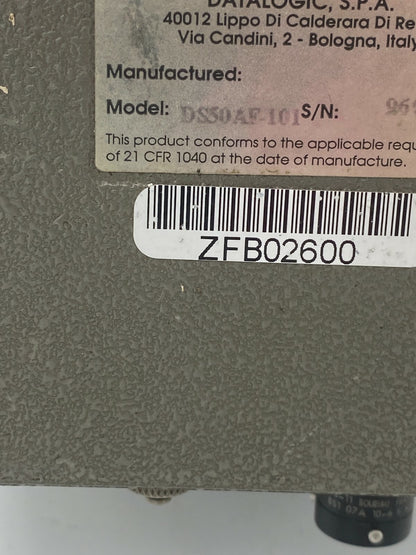 DATALOGIC, S.P.A.
40012 Lippo Di Calderara Di Re
Via Candini, 2 - Bologna, Italy
Manufactured:
Model: DS50AF-101 S/N: 96
This product conforms to the applicable requ
of 21 CFR 1040 at the date of manufacture.
ZFB02600